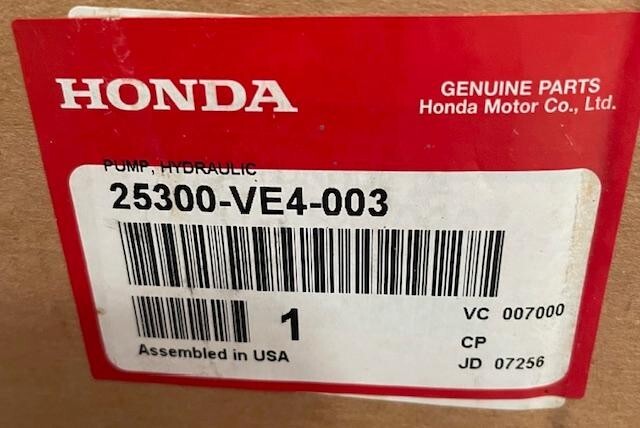 HONDA
GENUINE PARTS
Honda Motor Co., Ltd.
PUMP, HYDRAULIC
25300-VE4-003
1
VC 007000
CP
Assembled in USA
JD 07256